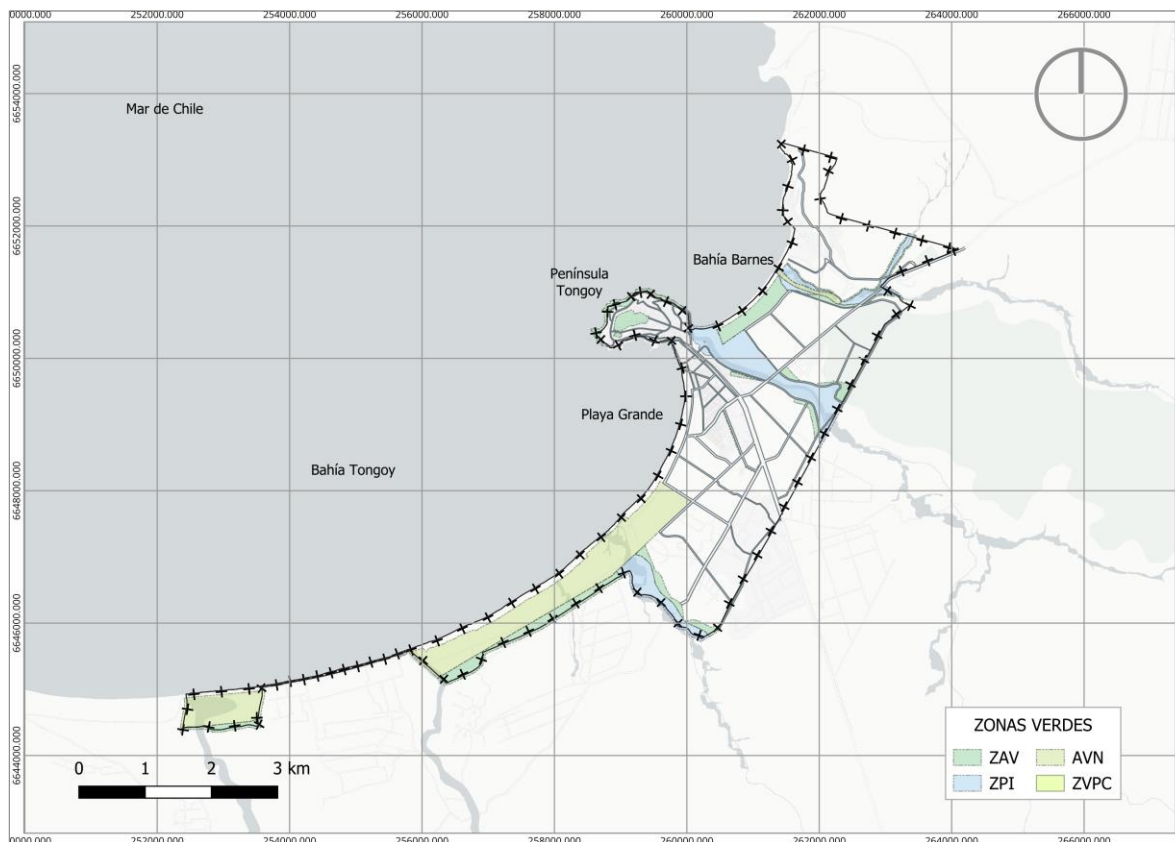 0000.000 252000.000 254000.000 256000.000 258000.000 260000.000 262000.000 264000.000 266000.000
Mar de Chile
6654000.000
6652000.000
Bahía Barnes
Península
Tongoy
6650000.000
Playa Grande
Bahía Tongoy
6648000.000
6646000.000
6644000.000
0 1 2 3 km
ZONAS VERDES
ZAV AVN
ZPI ZVPC
0000.000 252000.000 254000.000 256000.000 258000.000 260000.000 262000.000 264000.000 266000.000